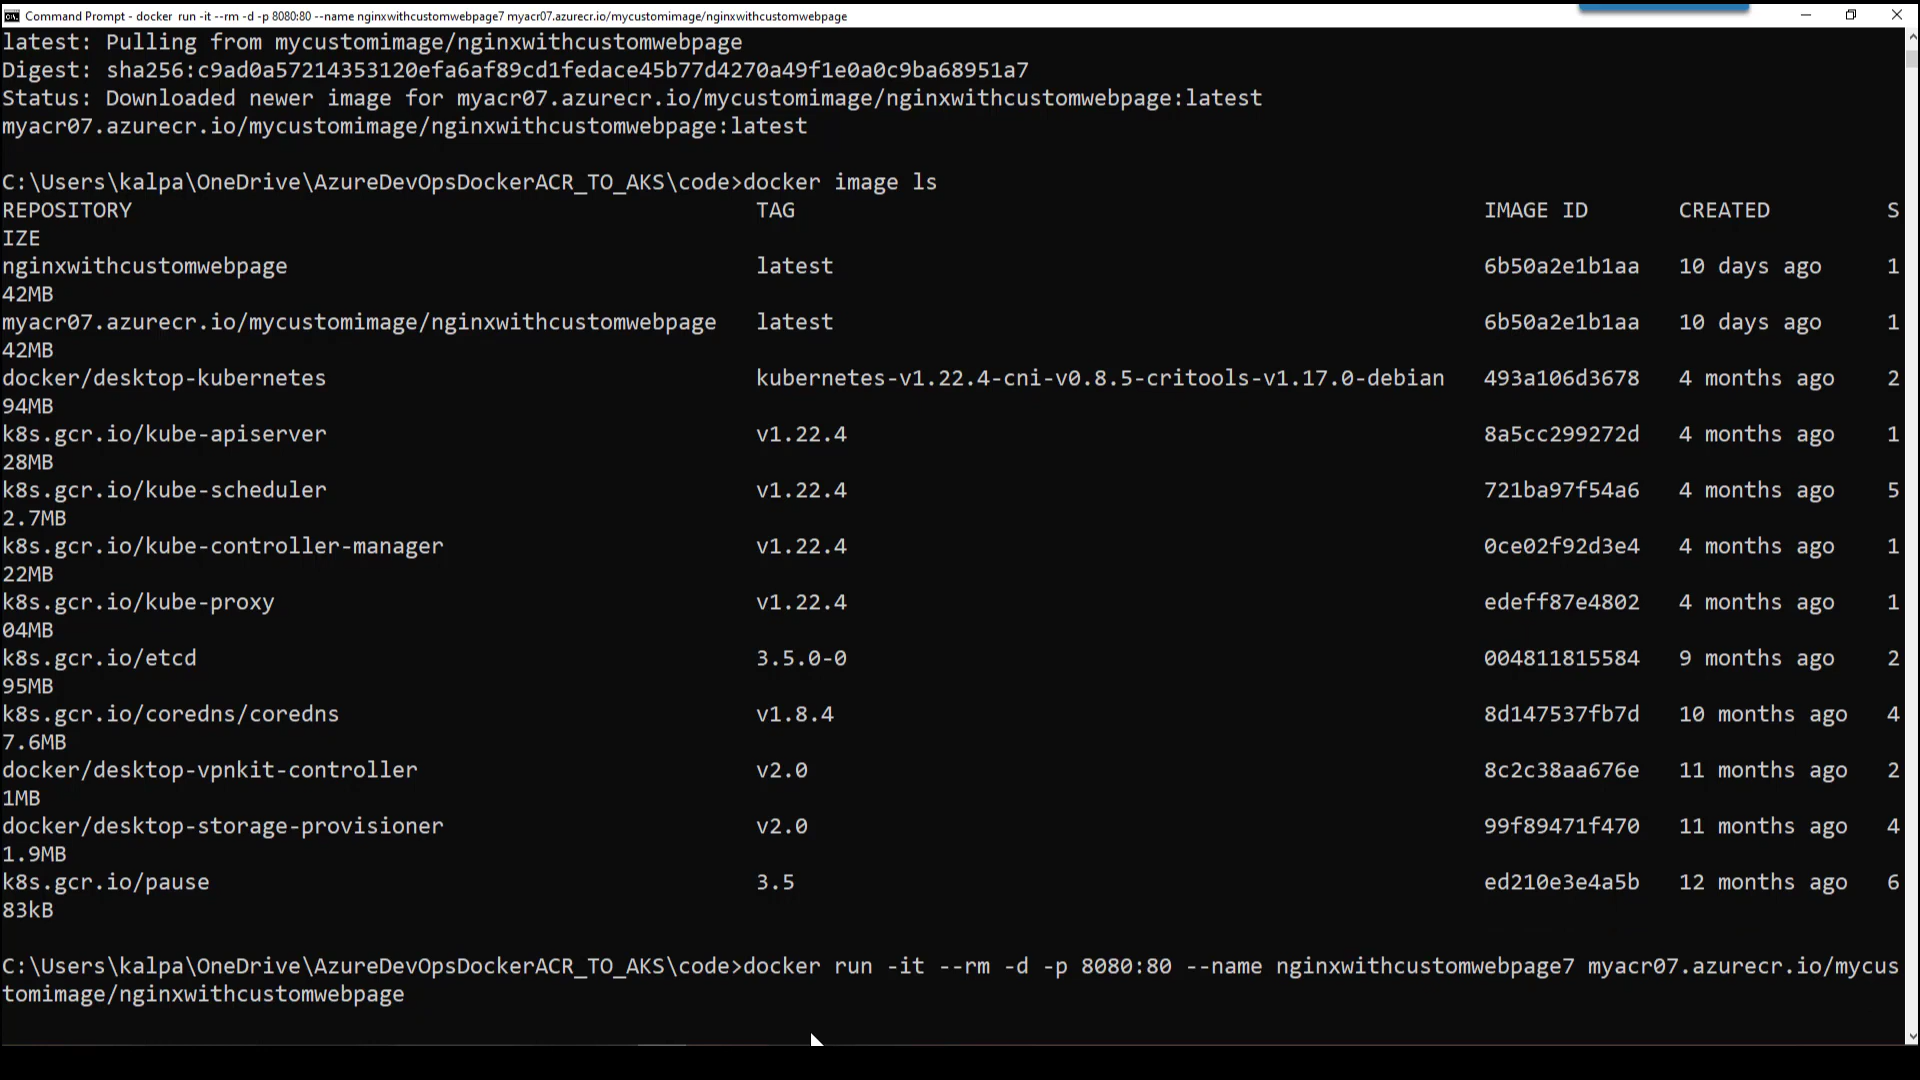 Command Prompt - docker run -it --rm -d -p 8080:80 --name nginxwithcustomwebpage7 myacr07.azurecr.io/mycustomimage/nginxwithcustomwebpage
latest: Pulling from mycustomimage/nginxwithcustomwebpage
Digest: sha256:c9ad0a57214353120efa6af89cd1fedace45b77d4270a49f1e0a0c9ba68951a7
Status: Downloaded newer image for myacr07.azurecr.io/mycustomimage/nginxwithcustomwebpage:latest
myacr07.azurecr.io/mycustomimage/nginxwithcustomwebpage:latest
C:\Users\kalpa\OneDrive\AzureDevOpsDockerACR_TO_AKS\code>docker image ls
REPOSITORY TAG IMAGE ID CREATED S
IZE
nginxwithcustomwebpage latest 6b50a2e1b1aa 10 days ago 1
42MB
myacr07.azurecr.io/mycustomimage/nginxwithcustomwebpage latest 6b50a2e1b1aa 10 days ago 1
42MB
docker/desktop-kubernetes kubernetes-v1.22.4-cni-v0.8.5-critools-v1.17.0-debian 493a106d3678 4 months ago 2
94MB
k8s.gcr.io/kube-apiserver v1.22.4 8a5cc299272d 4 months ago 1
28MB
k8s.gcr.io/kube-scheduler v1.22.4 721ba97f54a6 4 months ago 5
2.7MB
k8s.gcr.io/kube-controller-manager v1.22.4 0ce02f92d3e4 4 months ago 1
22MB
k8s.gcr.io/kube-proxy v1.22.4 edeff87e4802 4 months ago 1
04MB
k8s.gcr.io/etcd 3.5.0-0 004811815584 9 months ago 2
95MB
k8s.gcr.io/coredns/coredns v1.8.4 8d147537fb7d 10 months ago 4
7.6MB
docker/desktop-vpnkit-controller v2.0 8c2c38aa676e 11 months ago 2
1MB
docker/desktop-storage-provisioner v2.0 99f89471f470 11 months ago 4
1.9MB
k8s.gcr.io/pause 3.5 ed210e3e4a5b 12 months ago 6
83kB
C:\Users\kalpa\OneDrive\AzureDevOpsDockerACR_TO_AKS\code>docker run -it --rm -d -p 8080:80 --name nginxwithcustomwebpage7 myacr07.azurecr.io/mycus
tomimage/nginxwithcustomwebpage